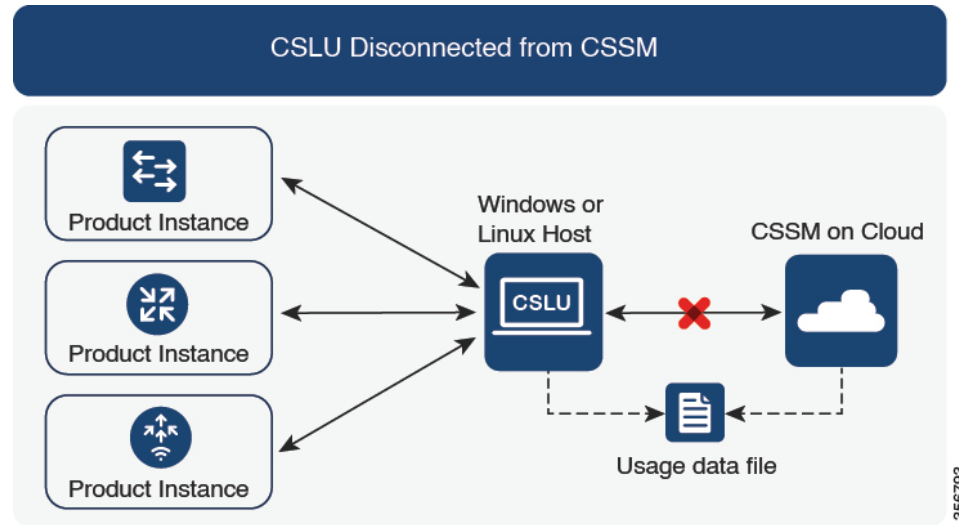 CSLU Disconnected from CSSM
Product Instance
Product Instance
Product Instance
Windows or
Linux Host
CSLU
CSSM on Cloud
Usage data file